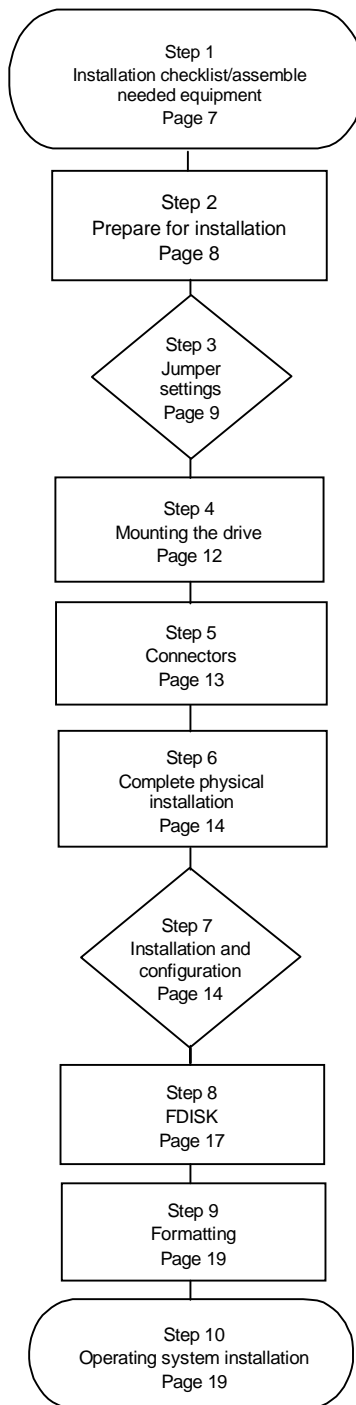 Step 1
Installation checklist/assemble
needed equipment
Page 7
Step 2
Prepare for installation
Page 8
Step 3
Jumper
settings
Page 9
Step 4
Mounting the drive
Page 12
Step 5
Connectors
Page 13
Step 6
Complete physical
installation
Page 14
Step 7
Installation and
configuration
Page 14
Step 8
FDISK
Page 17
Step 9
Formatting
Page 19
Step 10
Operating system installation
Page 19